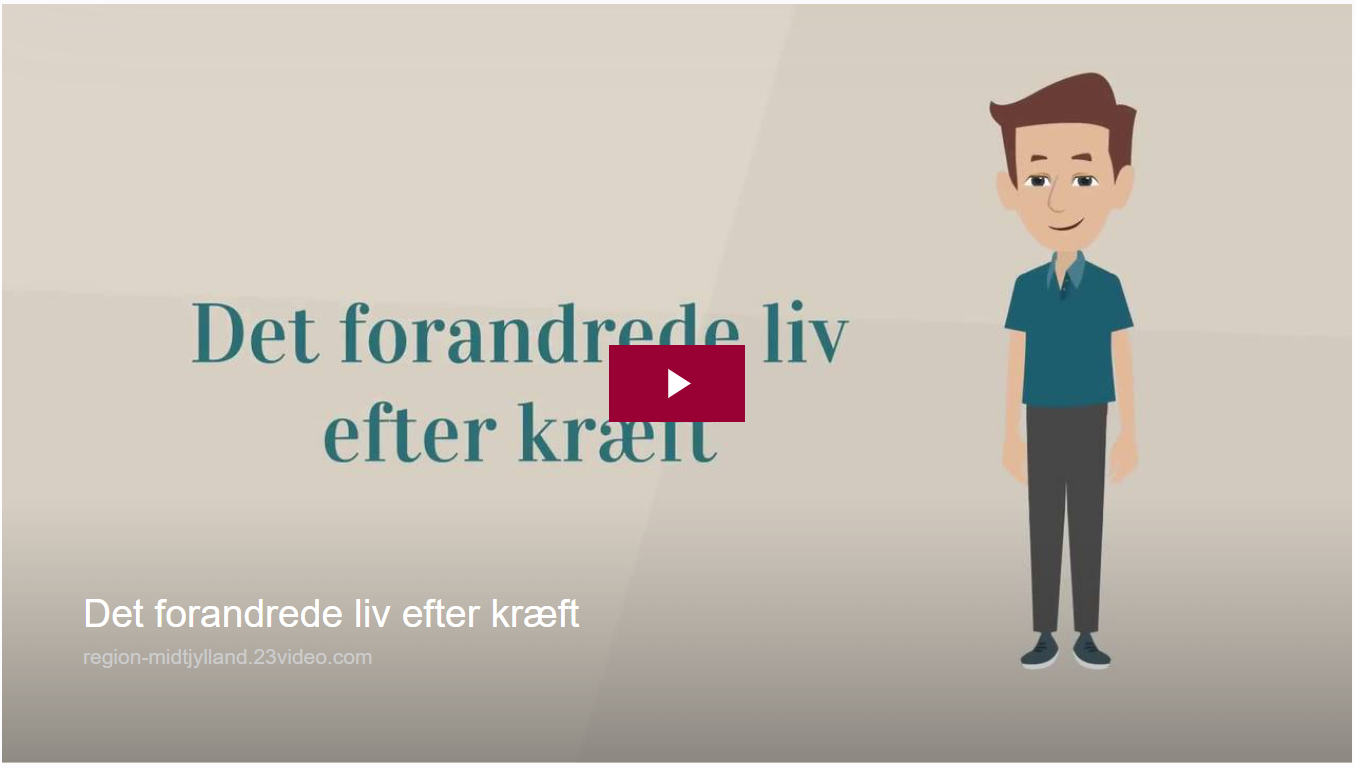 Det forandrede liv
efter kræft
Det forandrede liv efter kræft
region-midtjylland.23video.com